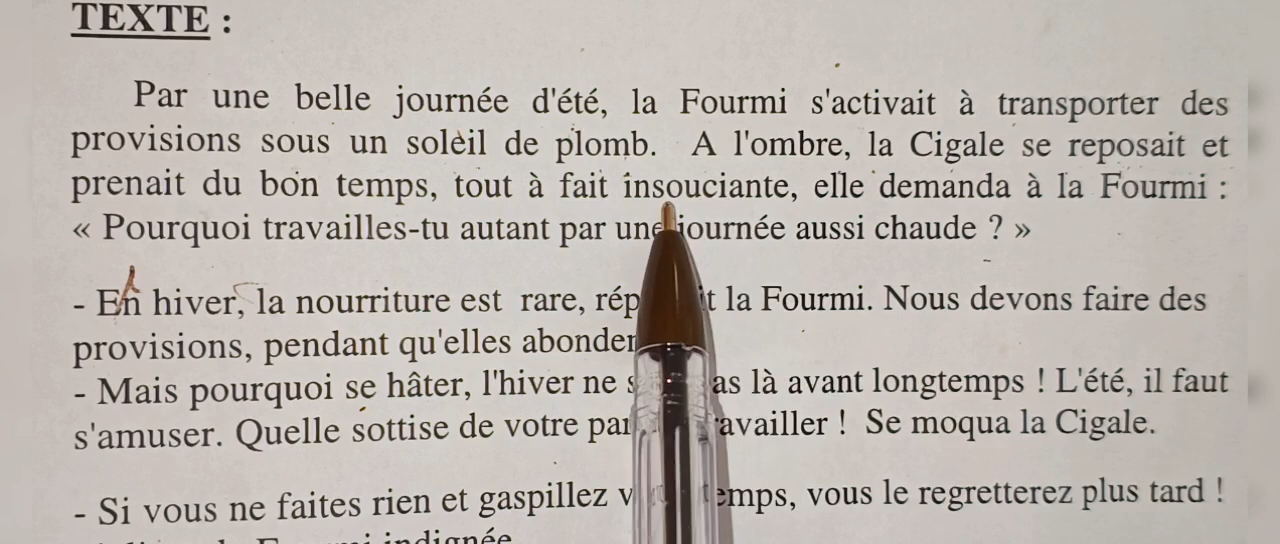 TEXTE :
Par une belle journée d'été, la Fourmi s'activait à transporter des
provisions sous un soleil de plomb. A l'ombre, la Cigale se reposait et
prenait du bon temps, tout à fait insouciante, elle demanda à la Fourmi :
« Pourquoi travailles-tu autant par une journée aussi chaude ? »
- En hiver, la nourriture est rare, la Fourmi. Nous devons faire des
provisions, pendant qu'elles
- Mais pourquoi se hâter, l'hiver ne là avant longtemps ! L'été, il faut
s'amuser. Quelle sottise de votre ! Se moqua la Cigale.
- Si vous ne faites rien et gaspillez temps, vous le regretterez plus tard !
indignée